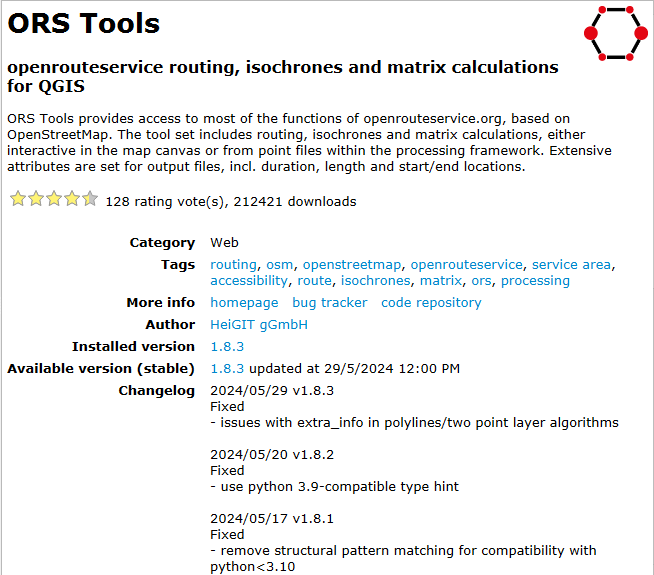 ORS Tools
openrouteservice routing, isochrones and matrix calculations
for QGIS
ORS Tools provides access to most of the functions of openrouteservice.org, based on
OpenStreetMap. The tool set includes routing, isochrones and matrix calculations, either
interactive in the map canvas or from point files within the processing framework. Extensive
attributes are set for output files, incl. duration, length and start/end locations.
128 rating vote(s), 212421 downloads
Category Web
Tags routing, osm, openstreetmap, openrouteservice, service area,
accessibility, route, isochrones, matrix, ors, processing
More info homepage bug tracker code repository
Author HeiGIT gGmbH
Installed version 1.8.3
Available version (stable) 1.8.3 updated at 29/5/2024 12:00 PM
Changelog 2024/05/29 v1.8.3
Fixed
- issues with extra_info in polylines/two point layer algorithms
2024/05/20 v1.8.2
Fixed
- use python 3.9-compatible type hint
2024/05/17 v1.8.1
Fixed
- remove structural pattern matching for compatibility with
python<3.10